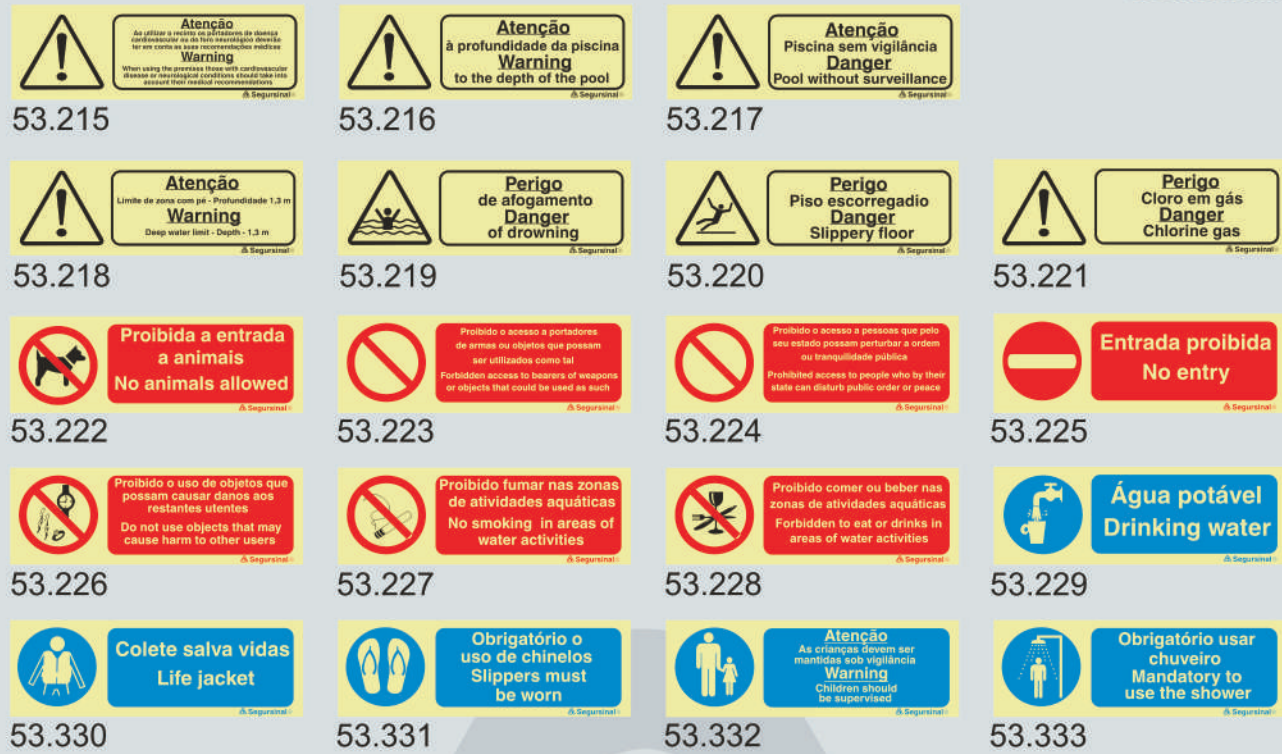 Atenção
Ao utilizar o recinto os portadores de doença
cardiovascular ou do foro neurológico deverão
ter em conta as suas recomendações médicas
Warning
When using the premises those with cardiovascular
disease or neurological conditions should take into
account their medical recommendations
Segursinal
53.215
Atenção
à profundidade da piscina
Warning
to the depth of the pool
Segursinal
53.216
Atenção
Piscina sem vigilância
Danger
Pool without surveillance
Segursinal
53.217
Atenção
Limite de zona com pé - Profundidade 1,3 m
Warning
Deep water limit - Depth - 1,3 m
Segursinal
53.218
Perigo
de afogamento
Danger
of drowning
Segursinal
53.219
Perigo
Piso escorregadio
Danger
Slippery floor
Segursinal
53.220
Perigo
Cloro em gás
Danger
Chlorine gas
Segursinal
53.221
Proibida a entrada
a animais
No animals allowed
Segursinal
53.222
Proibido o acesso a portadores
de armas ou objetos que possam
ser utilizados como tal
Forbidden access to bearers of weapons
or objects that could be used as such
Segursinal
53.223
Proibido o acesso a pessoas que pelo
seu estado possam perturbar a ordem
ou tranquilidade pública
Prohibited access to people who by their
state can disturb public order or peace
Segursinal
53.224
Entrada proibida
No entry
Segursinal
53.225
Proibido o uso de objetos que
possam causar danos aos
restantes utentes
Do not use objects that may
cause harm to other users
Segursinal
53.226
Proibido fumar nas zonas
de atividades aquáticas
No smoking in areas of
water activities
Segursinal
53.227
Proibido comer ou beber nas
zonas de atividades aquáticas
Forbidden to eat or drinks in
areas of water activities
Segursinal
53.228
Água potável
Drinking water
Segursinal
53.229
Colete salva vidas
Life jacket
Segursinal
53.330
Obrigatório o
uso de chinelos
Slippers must
be worn
Segursinal
53.331
Atenção
As crianças devem ser
mantidas sob vigilância
Warning
Children should
be supervised
Segursinal
53.332
Obrigatório usar
chuveiro
Mandatory to
use the shower
Segursinal
53.333